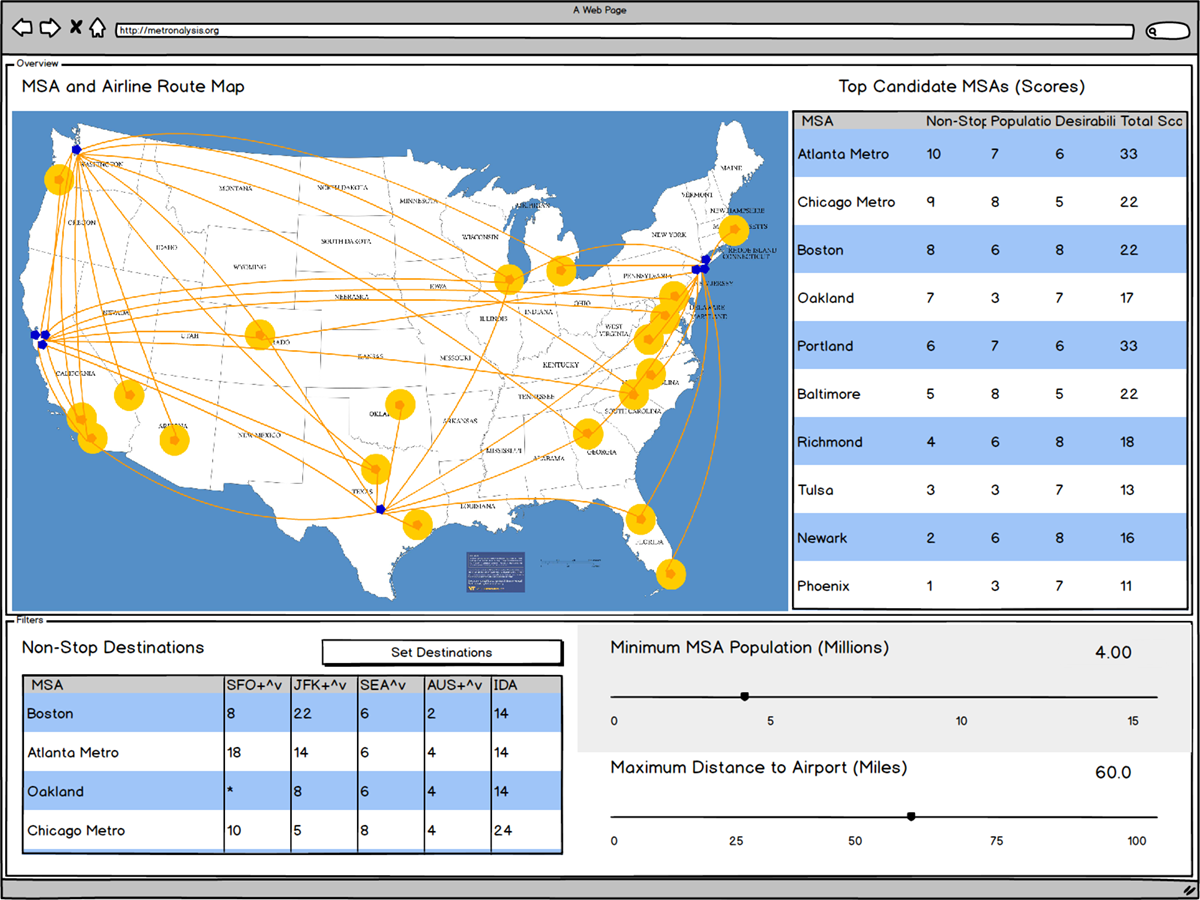 A Web Page
http://metronalysis.org
Overview
MSA and Airline Route Map
WASHINGTON
MONTANA
NORTH DAKOTA
MINNESOTA
MAINE
VERMONT
NEW HAMPSHIRE
OREGON
IDAHO
SOUTH DAKOTA
WISCONSIN
NEW YORK
RHODE ISLAND
CONNECTICUT
WYOMING
IOWA
PENNSYLVANIA
NEBRASKA
NEVADA
UTAH
ILLINOIS
INDIANA
OHIO
DELAWARE
MARYLAND
WEST
VIRGINIA
CALIFORNIA
KANSAS
MISSOURI
KENTUCKY
TENNESSEE
SOUTH CAROLINA
ARIZONA
NEW MEXICO
ARKANSAS
MISSISSIPPI
ALABAMA
GEORGIA
TEXAS
LOUISIANA
FLORIDA
Top Candidate MSAs (Scores)
MSA Non-Stop Populatio Desirabili Total Sco
Atlanta Metro 10 7 6 33
Chicago Metro 9 8 5 22
Boston 8 6 8 22
Oakland 7 3 7 17
Portland 6 7 6 33
Baltimore 5 8 5 22
Richmond 4 6 8 18
Tulsa 3 3 7 13
Newark 2 6 8 16
Phoenix 1 3 7 11
Filters
Non-Stop Destinations
Set Destinations
MSA SFO+^v JFK+^v SEA^v AUS+^v IDA
Boston 8 22 6 2 14
Atlanta Metro 18 14 6 4 14
Oakland * 8 6 4 14
Chicago Metro 10 5 8 4 24
Minimum MSA Population (Millions) 4.00
0 5 10 15
Maximum Distance to Airport (Miles) 60.0
0 25 50 75 100